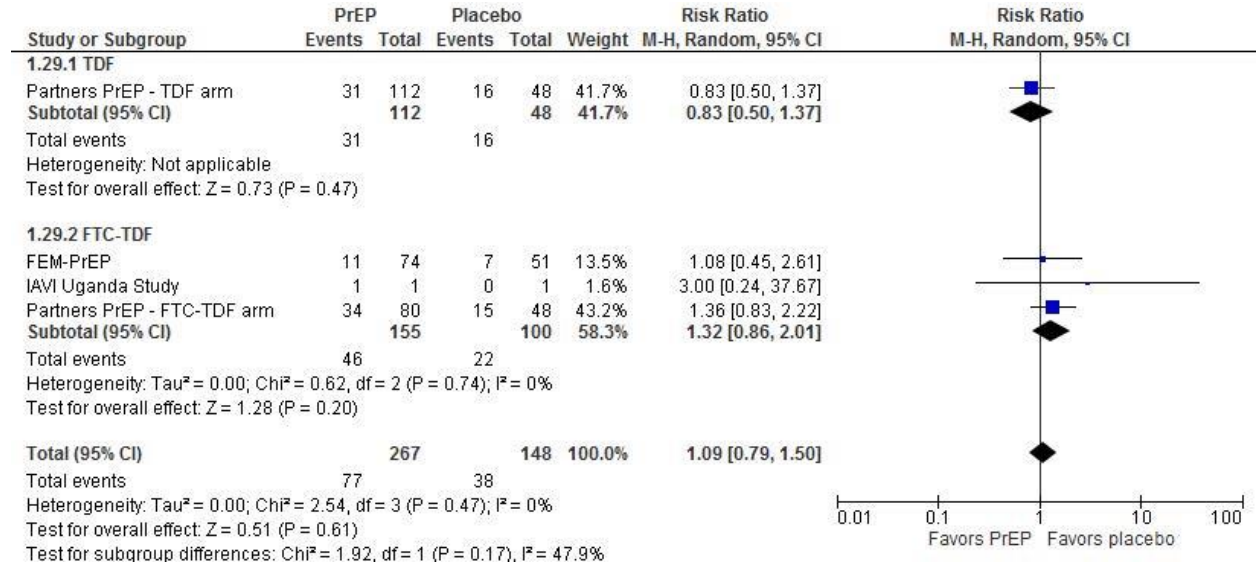 PrEP Placebo Risk Ratio Risk Ratio
Study or Subgroup Events Total Events Total Weight M-H, Random, 95% CI M-H, Random, 95% CI
1.29.1 TDF
Partners PrEP - TDF arm 31 112 16 48 41.7% 0.83 [0.50, 1.37]
Subtotal (95% CI) 112 48 41.7% 0.83 [0.50, 1.37]
Total events 31 16
Heterogeneity: Not applicable
Test for overall effect: Z = 0.73 (P = 0.47)
1.29.2 FTC-TDF
FEM-PrEP 11 74 7 51 13.5% 1.08 [0.45, 2.61]
IAVI Uganda Study 1 1 0 1 1.6% 3.00 [0.24, 37.67]
Partners PrEP - FTC-TDF arm 34 80 15 48 43.2% 1.36 [0.83, 2.22]
Subtotal (95% CI) 155 100 58.3% 1.32 [0.86, 2.01]
Total events 46 22
Heterogeneity: Tau² = 0.00; Chi² = 0.62, df = 2 (P = 0.74); I² = 0%
Test for overall effect: Z = 1.28 (P = 0.20)
Total (95% CI) 267 148 100.0% 1.09 [0.79, 1.50]
Total events 77 38
Heterogeneity: Tau² = 0.00; Chi² = 2.54, df = 3 (P = 0.47); I² = 0%
Test for overall effect: Z = 0.51 (P = 0.61)
Test for subgroup differences: Chi² = 1.92, df = 1 (P = 0.17), I² = 47.9%
0.01 0.1 1 10 100
Favors PrEP Favors placebo